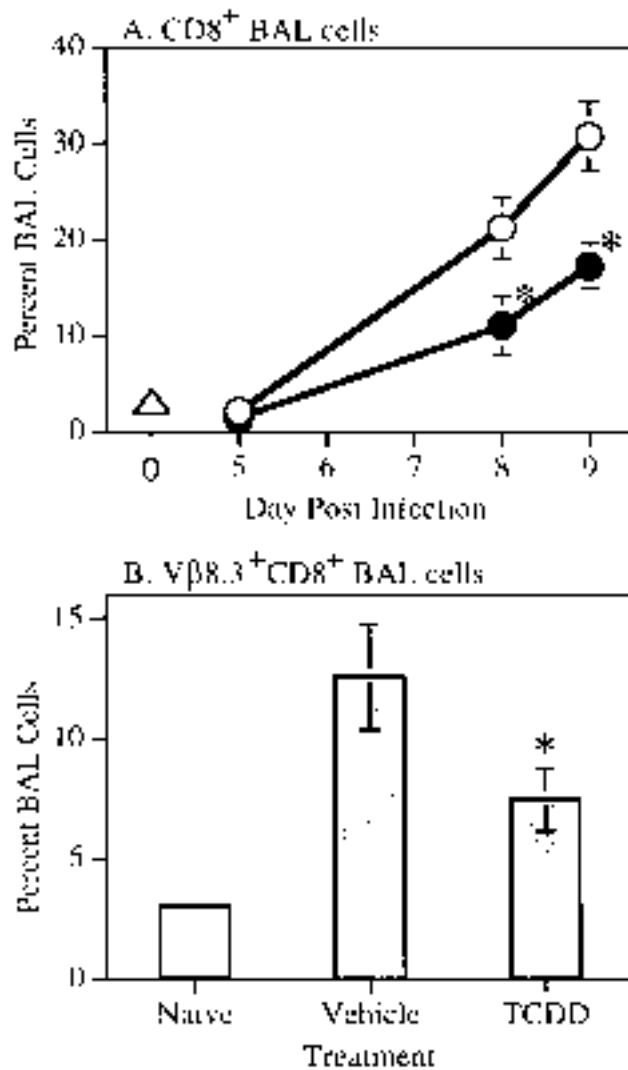 A. CD8+ BAL cells
40
30
20
10
0
Percent BAL Cells
0 5 6 7 8 9
Day Post Infection
*
*
B. Vβ8.3+CD8+ BAL cells
15
10
5
0
Percent BAL Cells
*
Naive Vehicle TCDD
Treatment